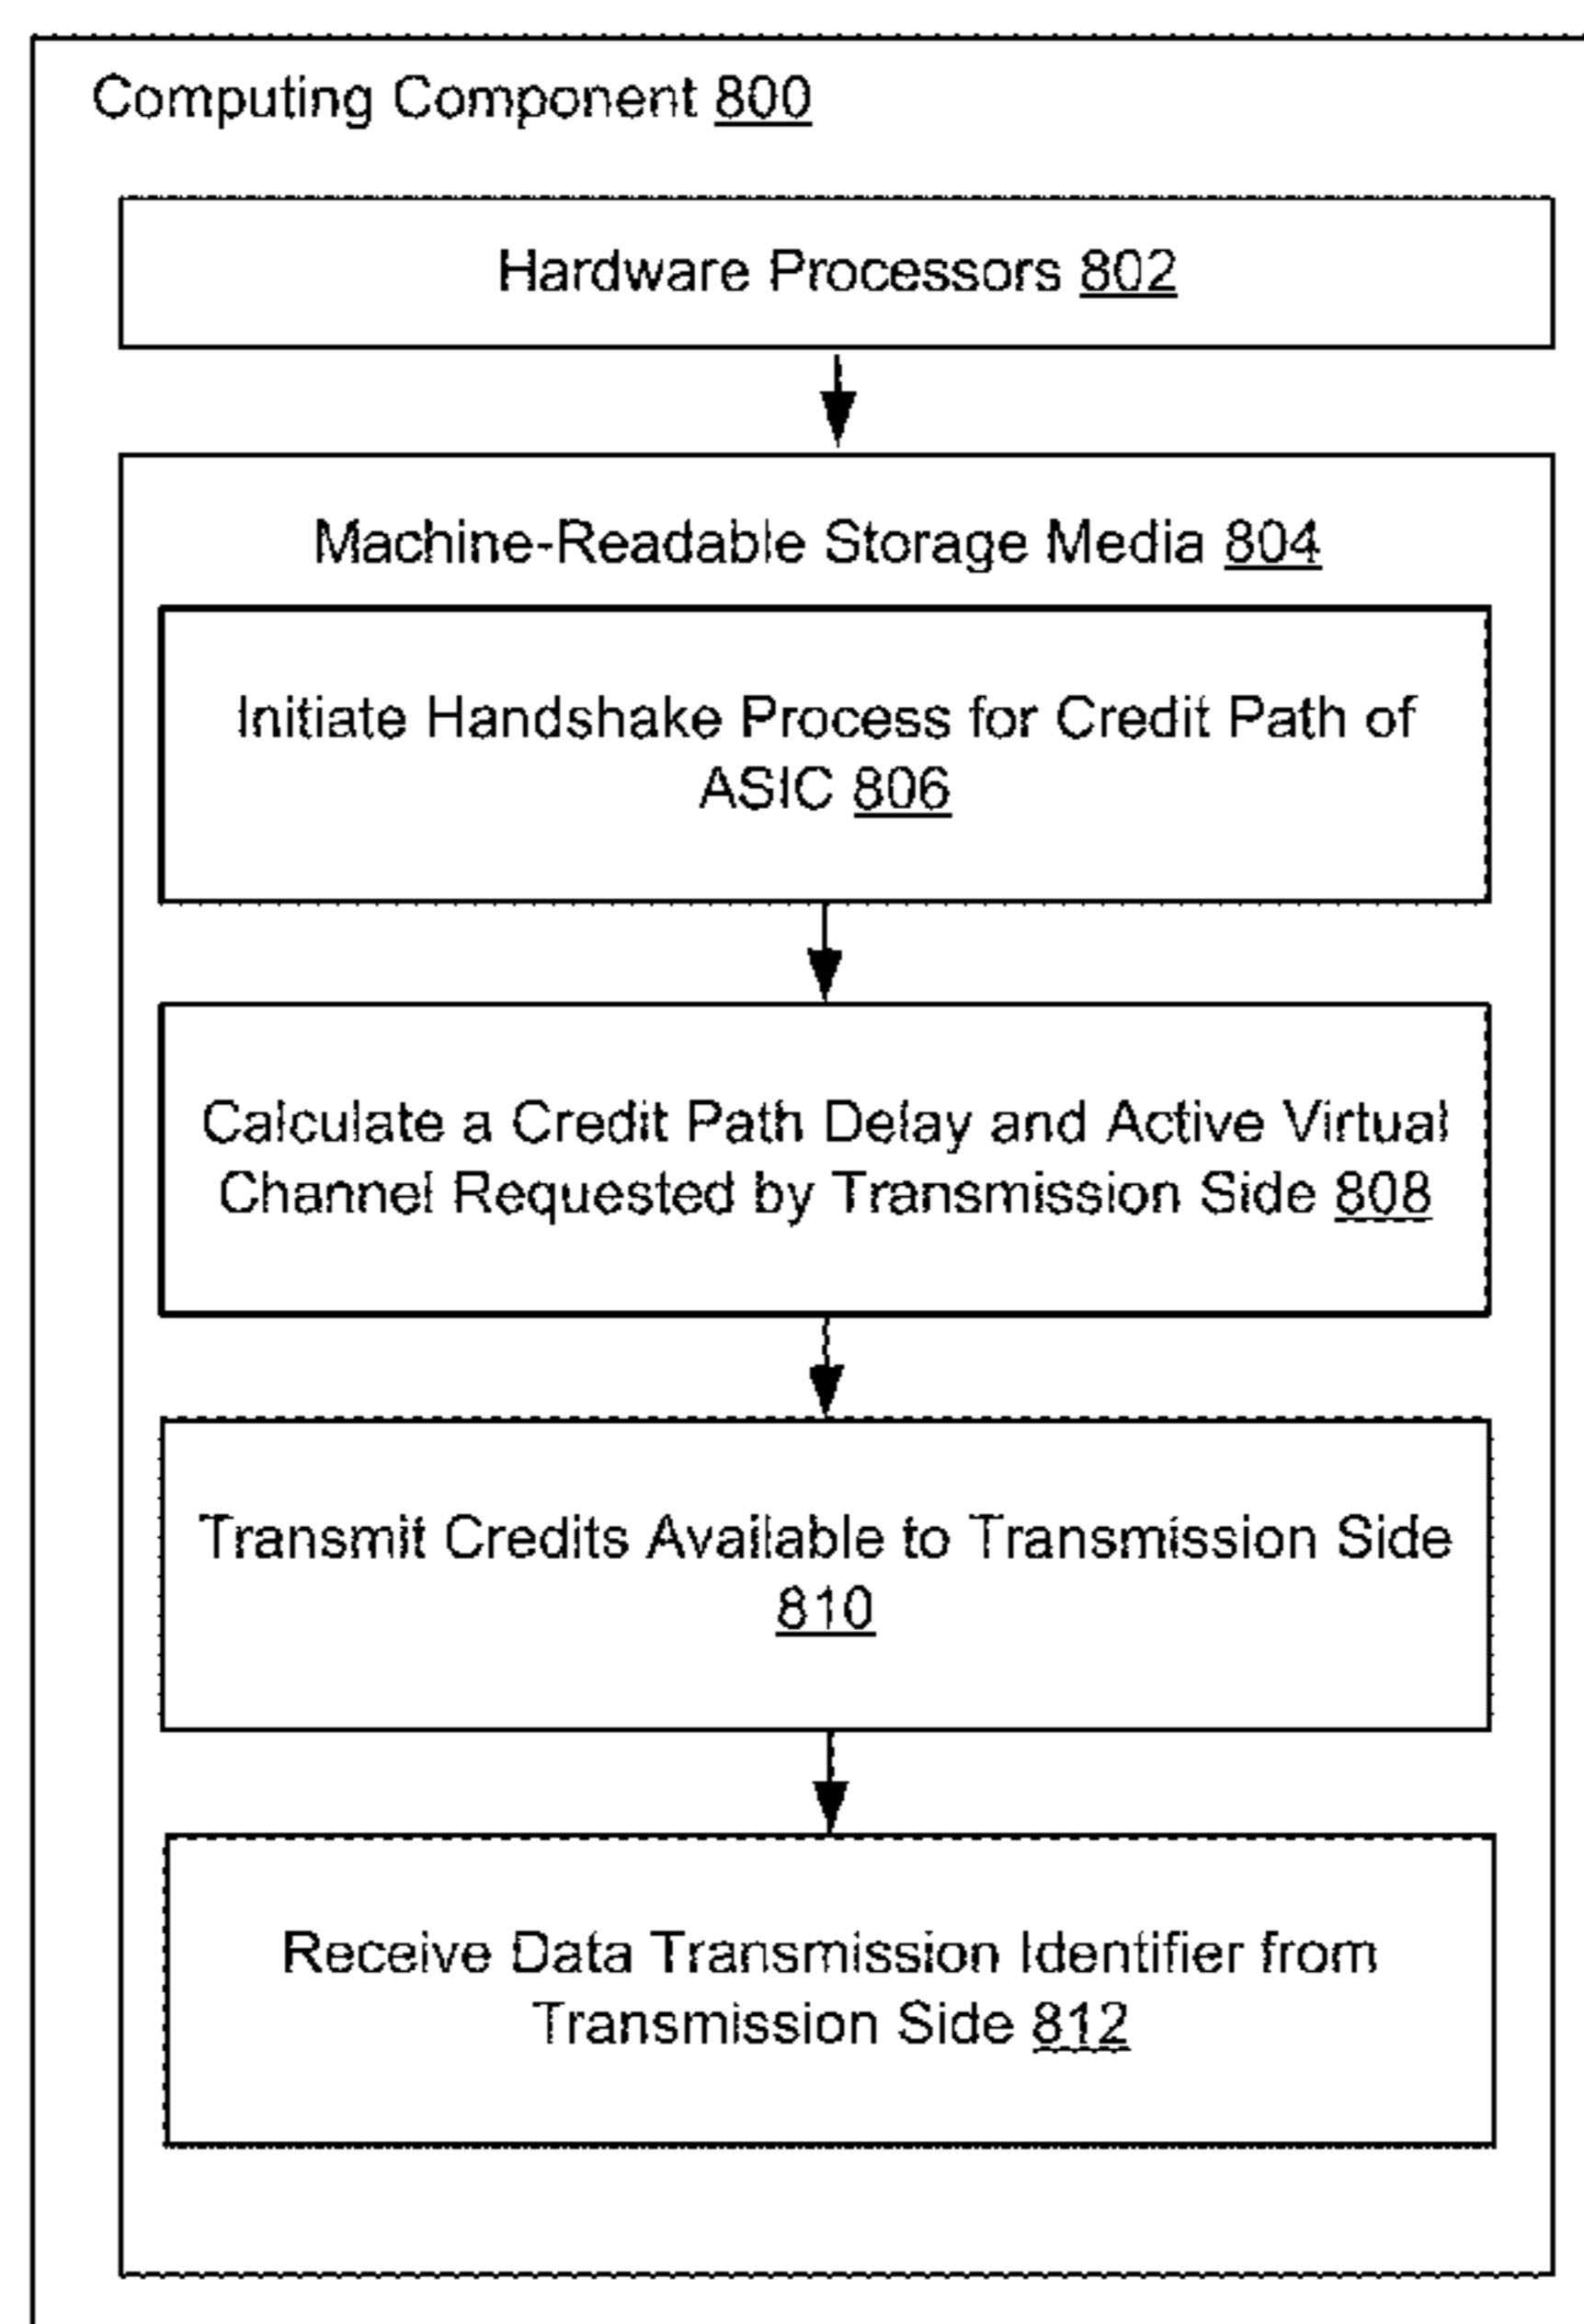 Computing Component 800
Hardware Processors 802
Machine-Readable Storage Media 804
Initiate Handshake Process for Credit Path of
ASIC 806
Calculate a Credit Path Delay and Active Virtual
Channel Requested by Transmission Side 808
Transmit Credits Available to Transmission Side
810
Receive Data Transmission Identifier from
Transmission Side 812